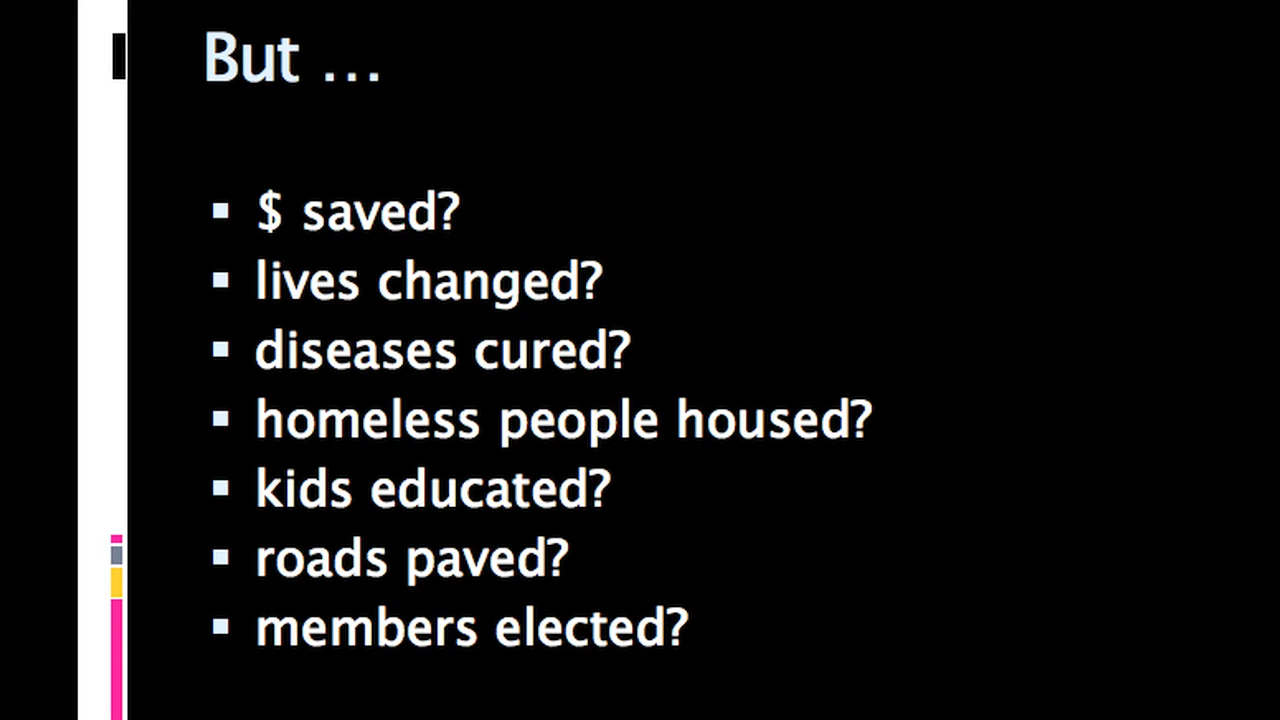 But …
▪ $ saved?
▪ lives changed?
▪ diseases cured?
▪ homeless people housed?
▪ kids educated?
▪ roads paved?
▪ members elected?